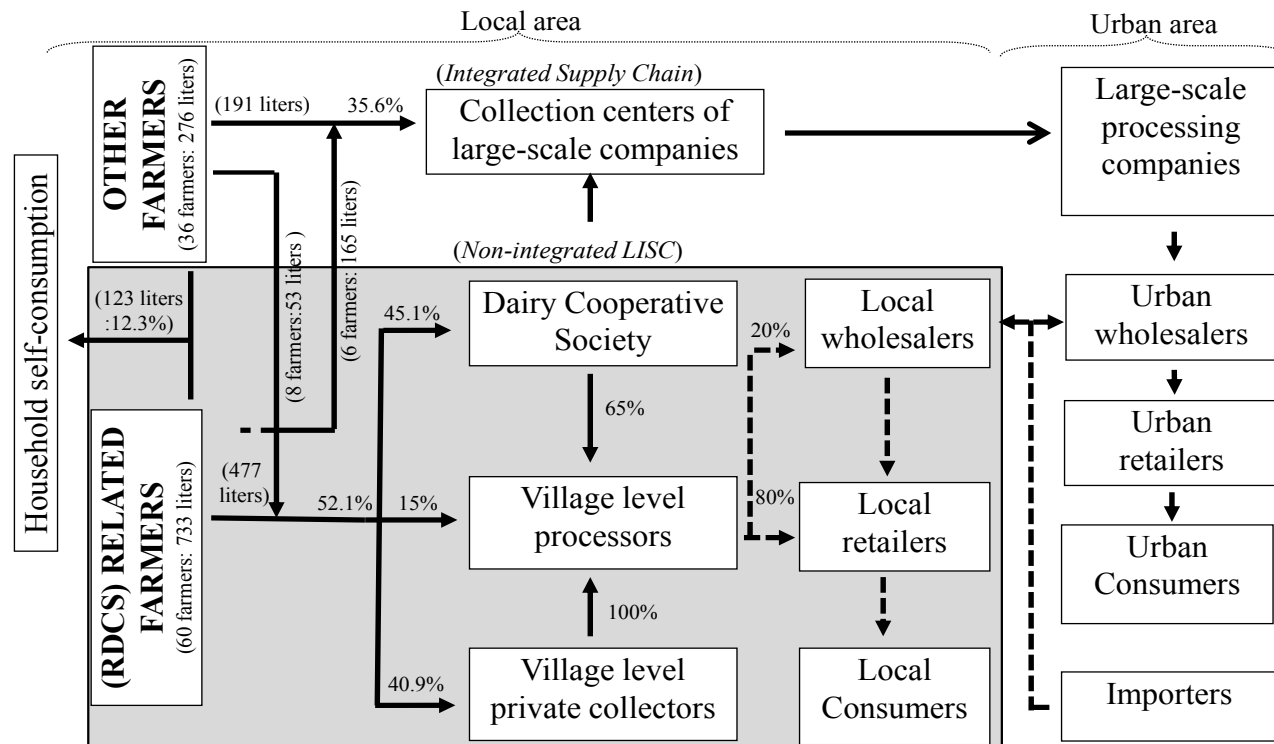 Local area
Urban area
OTHER
FARMERS
(36 farmers: 276 liters)
(191 liters)
35.6%
(Integrated Supply Chain)
Collection centers of
large-scale companies
Large-scale
processing
companies
Household self-consumption
(123 liters
:12.3%)
(8 farmers:53 liters )
(6 farmers: 165 liters)
(Non-integrated LISC)
45.1%
Dairy Cooperative
Society
65%
20%
Local
wholesalers
Urban
wholesalers
(RDCS) RELATED
FARMERS
(60 farmers: 733 liters)
(477
liters)
52.1%
15%
Village level
processors
80%
Local
retailers
Urban
retailers
100%
Urban
Consumers
40.9%
Village level
private collectors
Local
Consumers
Importers